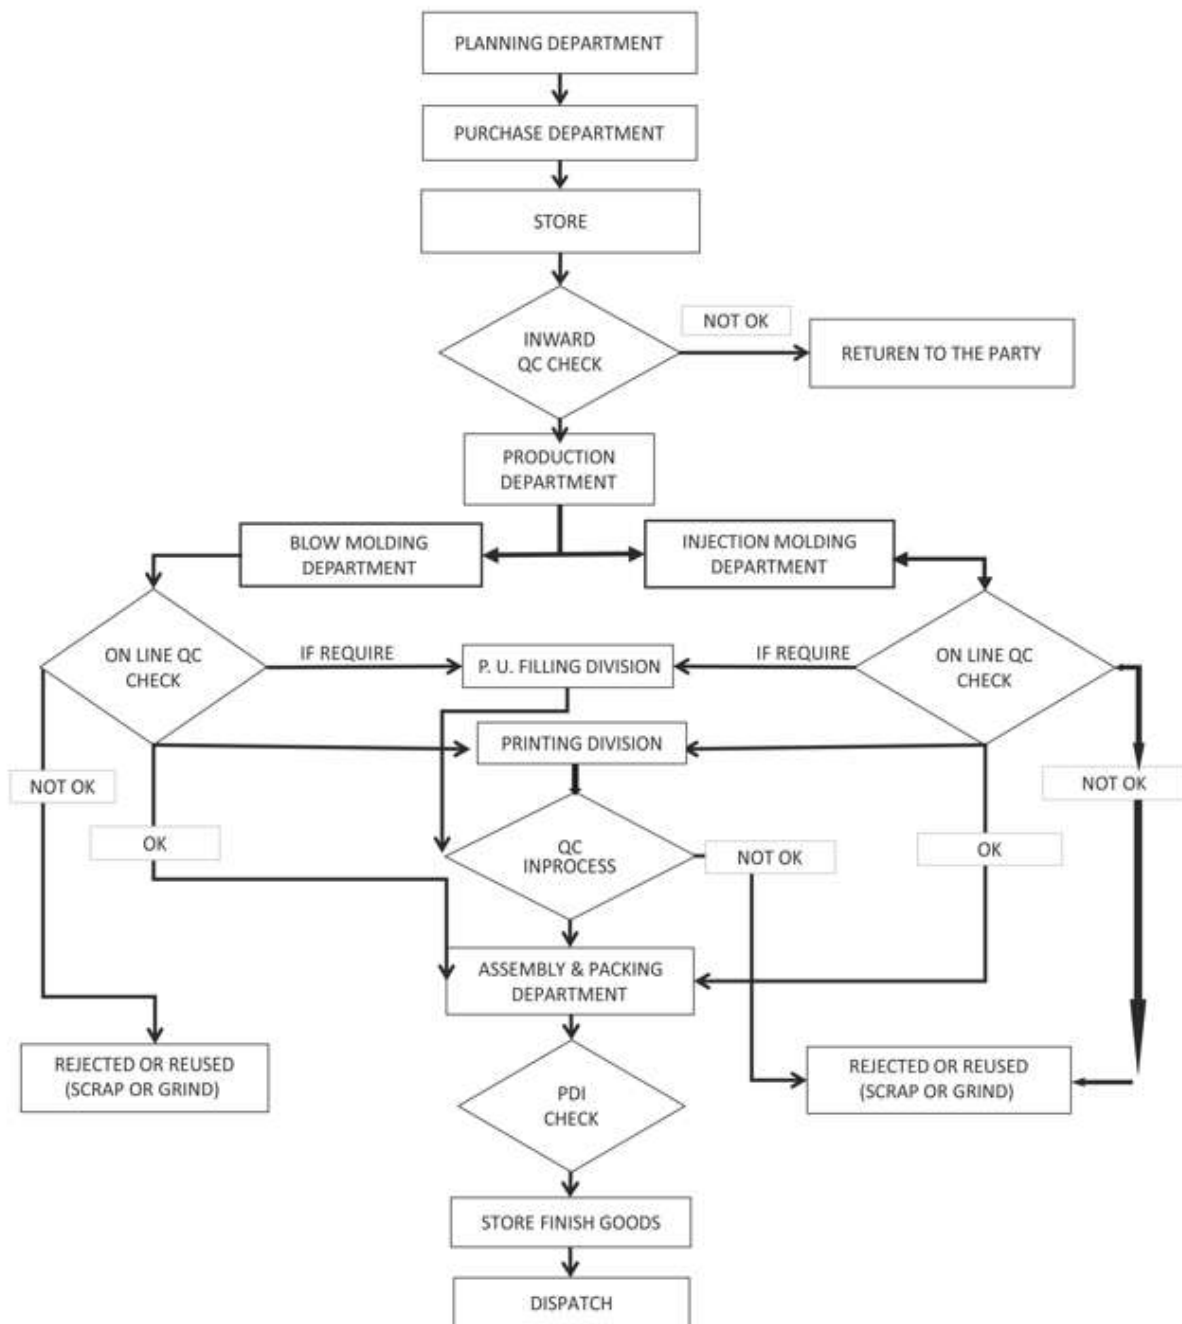 PLANNING DEPARTMENT
PURCHASE DEPARTMENT
STORE
INWARD
QC CHECK
NOT OK
RETUREN TO THE PARTY
PRODUCTION
DEPARTMENT
BLOW MOLDING
DEPARTMENT
INJECTION MOLDING
DEPARTMENT
ON LINE QC
CHECK
IF REQUIRE
P. U. FILLING DIVISION
IF REQUIRE
ON LINE QC
CHECK
PRINTING DIVISION
NOT OK
NOT OK
OK
QC
INPROCESS
NOT OK
OK
ASSEMBLY & PACKING
DEPARTMENT
REJECTED OR REUSED
(SCRAP OR GRIND)
REJECTED OR REUSED
(SCRAP OR GRIND)
PDI
CHECK
STORE FINISH GOODS
DISPATCH